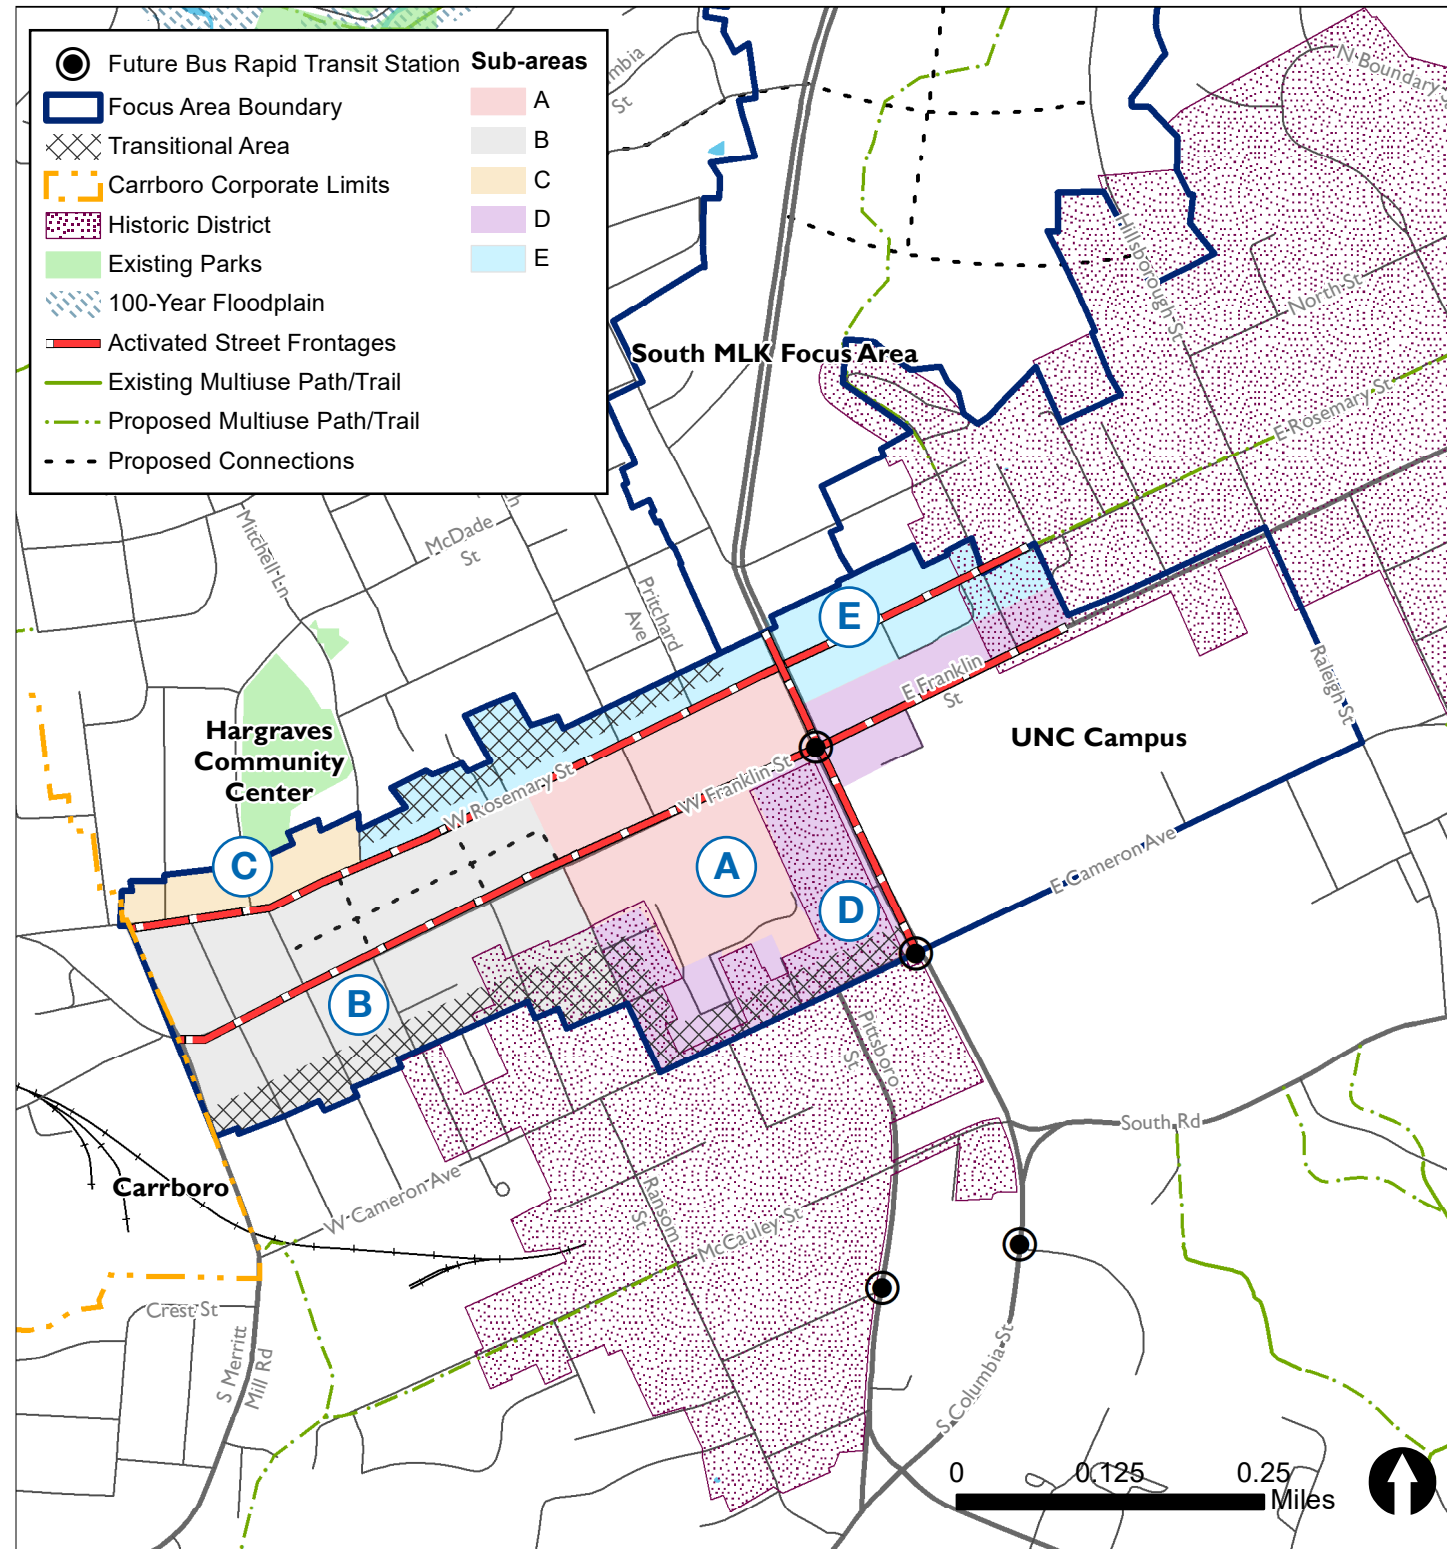 Future Bus Rapid Transit Station
Focus Area Boundary
Transitional Area
Carrboro Corporate Limits
Historic District
Existing Parks
100-Year Floodplain
Activated Street Frontages
Existing Multiuse Path/Trail
Proposed Multiuse Path/Trail
Proposed Connections
Sub-areas
A
B
C
D
E
St
N Boundary
Hillsborough St
North St
South MLK Focus Area
E Rosemary St
Mitchell Ln
McDade
St
Pritchard
Ave
E
E Franklin
St
Raleigh St
Hargraves
Community
Center
UNC Campus
W Rosemary St
W Franklin St
C
A
D
E Cameron Ave
B
Pittsboro
St
South Rd
Carrboro
W Cameron Ave
Ransom
St
McCauley St
Crest St
S Merritt
Mill Rd
S Columbia St
0
0.125
0.25
Miles